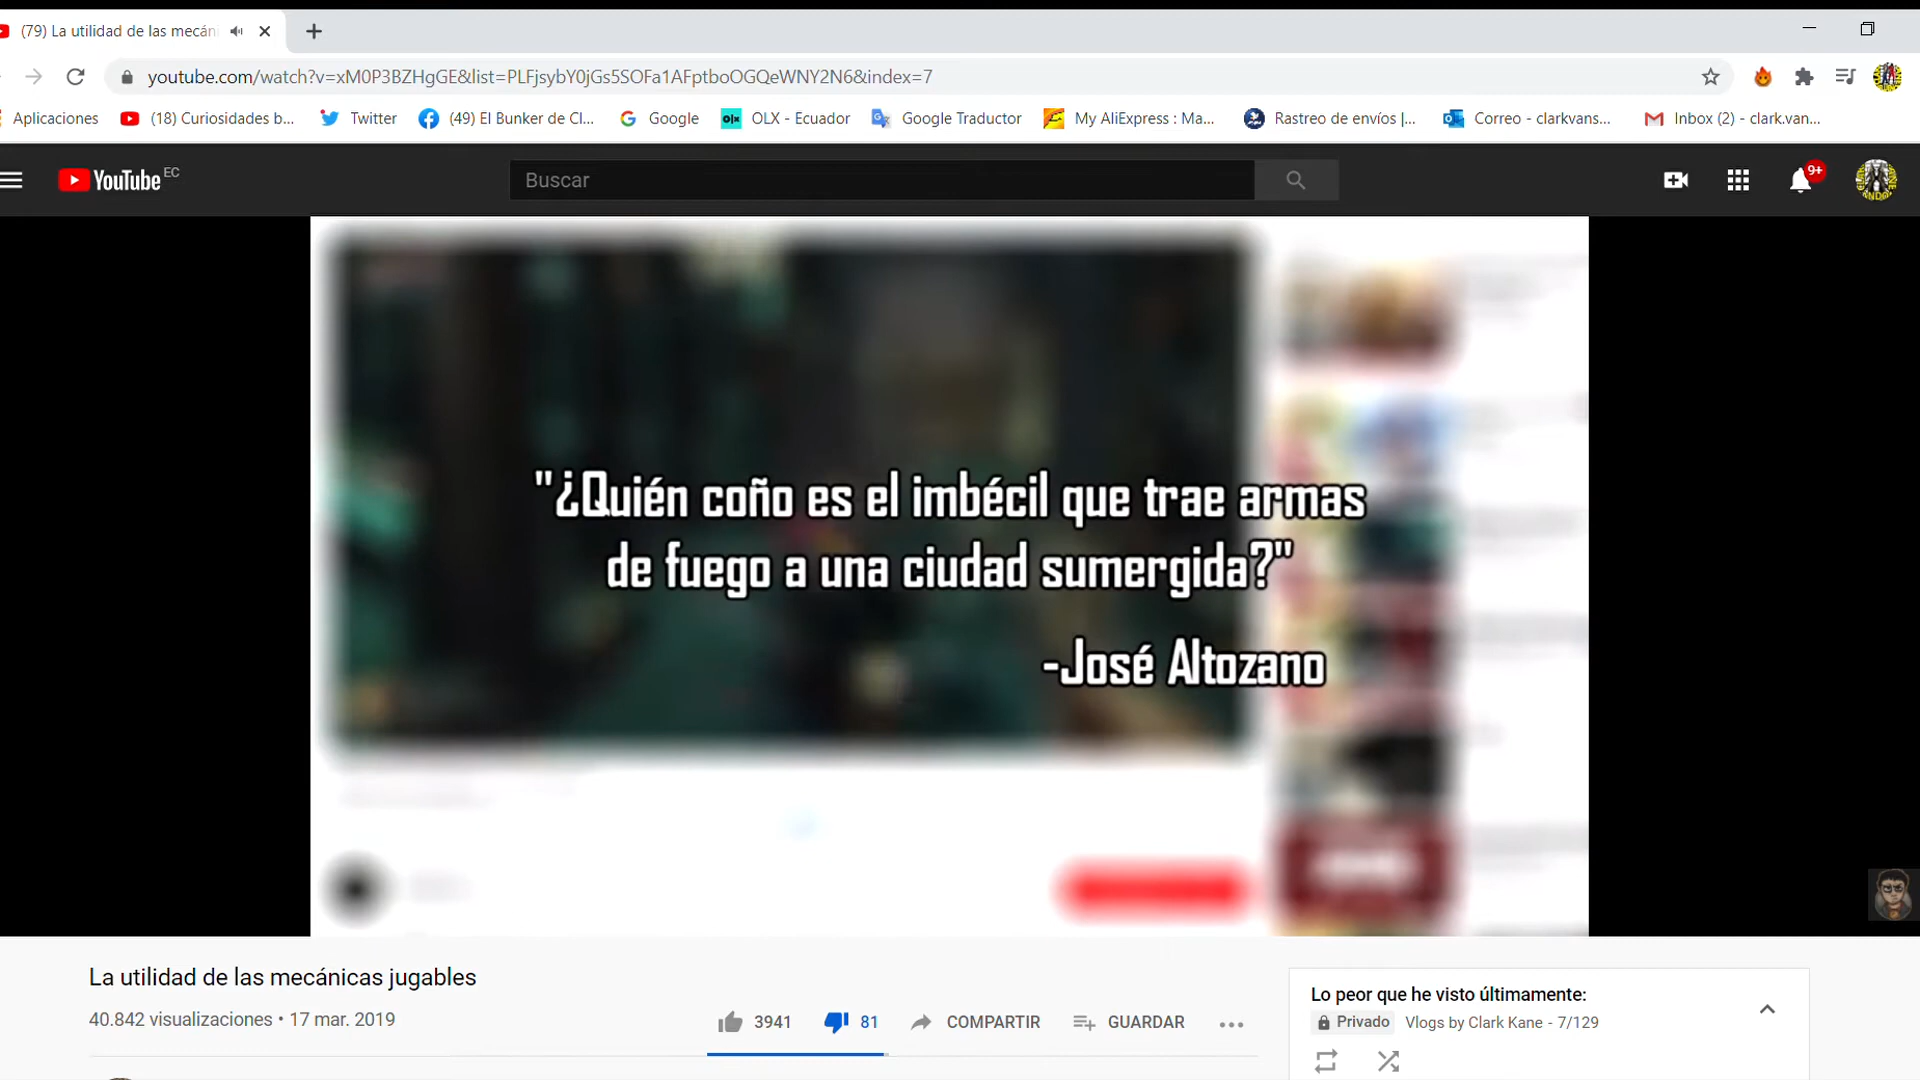 (79) La utilidad de las mecán
youtube.com/watch?v=xM0P3BZHgGE&list=PLFjsybY0jGs5SOFa1AFptboOGQeWNY2N6&index=7
Aplicaciones (18) Curiosidades b... Twitter (49) El Bunker de Cl... Google OLX - Ecuador Google Traductor My AliExpress : Ma... Rastreo de envíos |... Correo - clarkvans... Inbox (2) - clark.van...
YouTube EC Buscar 9+
"¿Quién coño es el imbécil que trae armas
de fuego a una ciudad sumergida?"
-José Altozano
La utilidad de las mecánicas jugables
40.842 visualizaciones • 17 mar. 2019
3941 81 COMPARTIR GUARDAR
Lo peor que he visto últimamente:
Privado Vlogs by Clark Kane - 7/129